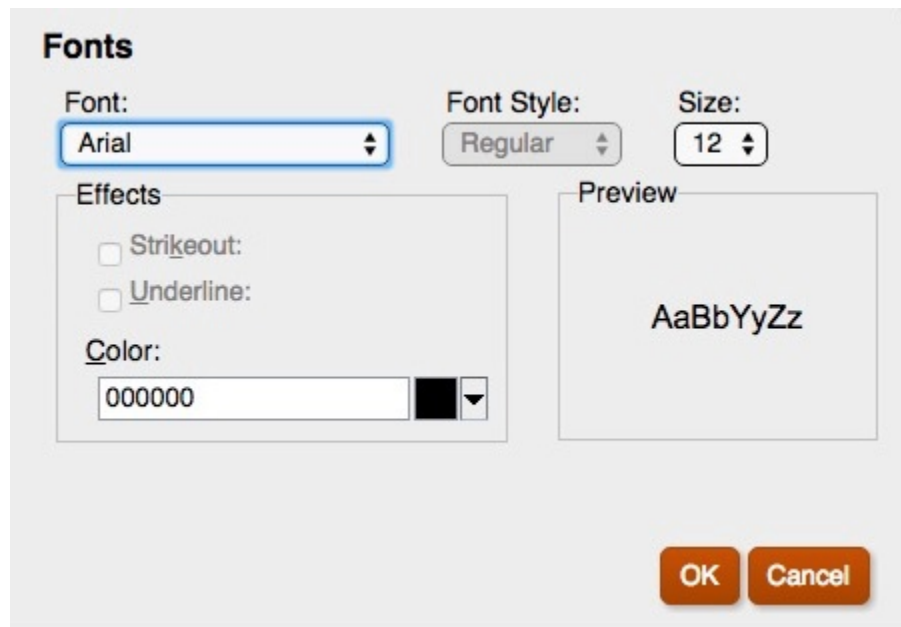 Fonts
Font: Font Style: Size:
Arial Regular 12
Effects Preview
Strikeout:
Underline:
AaBbYyZz
Color:
000000
OK Cancel